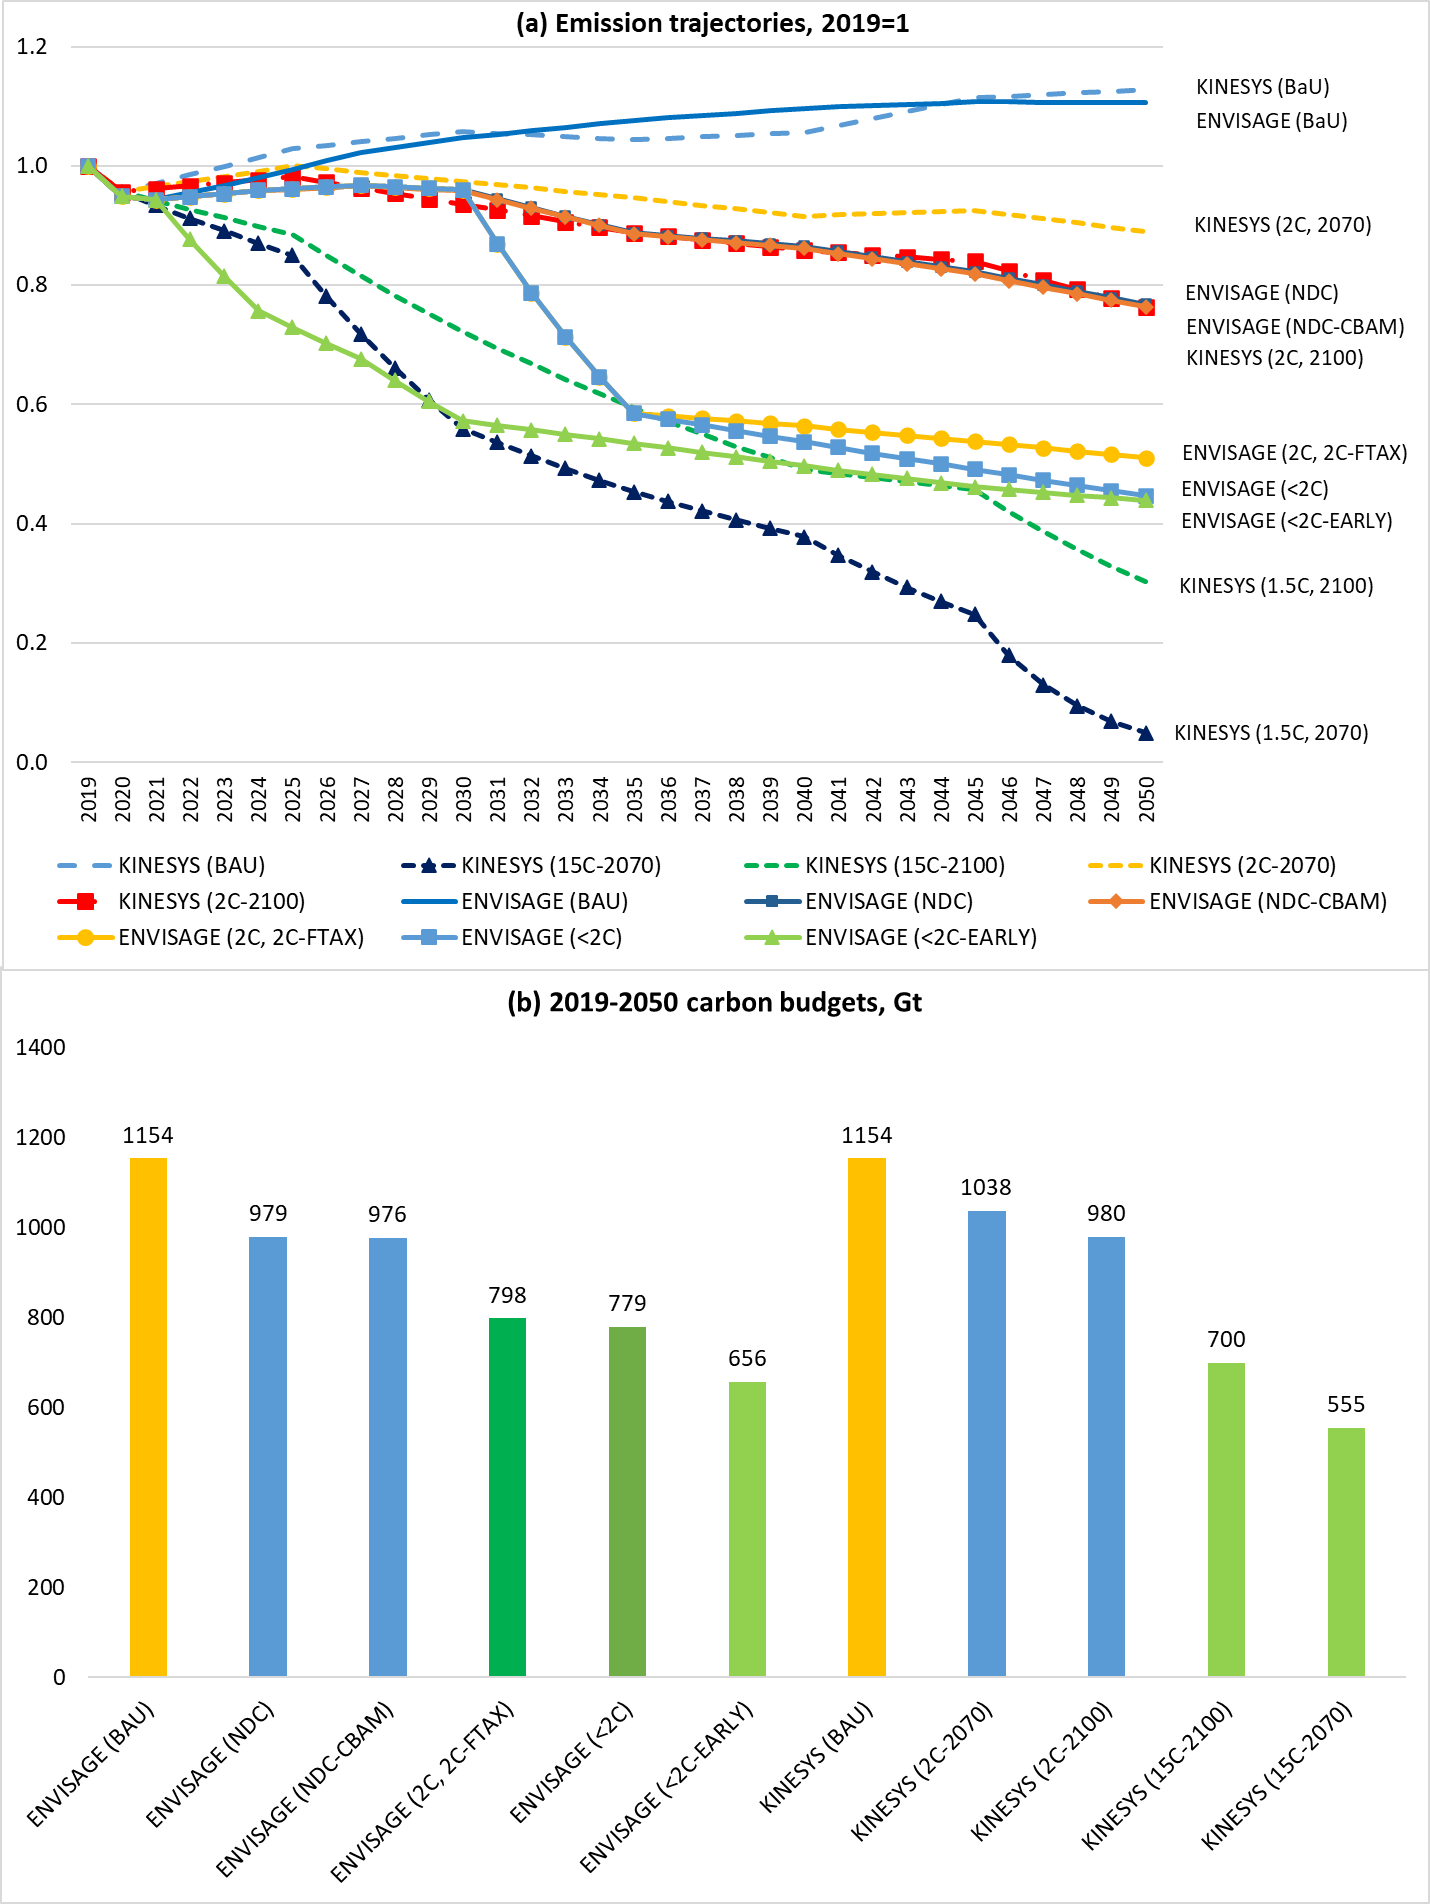 (a) Emission trajectories, 2019=1
1.2
1.0
0.8
0.6
0.4
0.2
0.0
KINESYS (BaU)
ENVISAGE (BaU)
KINESYS (2C, 2070)
ENVISAGE (NDC)
ENVISAGE (NDC-CBAM)
KINESYS (2C, 2100)
ENVISAGE (2C, 2C-FTAX)
ENVISAGE (<2C)
ENVISAGE (<2C-EARLY)
KINESYS (1.5C, 2100)
KINESYS (1.5C, 2070)
2019 2020 2021 2022 2023 2024 2025 2026 2027 2028 2029 2030 2031 2032 2033 2034 2035 2036 2037 2038 2039 2040 2041 2042 2043 2044 2045 2046 2047 2048 2049 2050
KINESYS (BAU) KINESYS (15C-2070) KINESYS (15C-2100) KINESYS (2C-2070)
KINESYS (2C-2100) ENVISAGE (BAU) ENVISAGE (NDC) ENVISAGE (NDC-CBAM)
ENVISAGE (2C, 2C-FTAX) ENVISAGE (<2C) ENVISAGE (<2C-EARLY)
(b) 2019-2050 carbon budgets, Gt
1400
1200
1000
800
600
400
200
0
1154
979
976
798
779
656
1154
1038
980
700
555
ENVISAGE (BAU)
ENVISAGE (NDC)
ENVISAGE (NDC-CBAM)
ENVISAGE (2C, 2C-FTAX)
ENVISAGE (<2C)
ENVISAGE (<2C-EARLY)
KINESYS (BAU)
KINESYS (2C-2070)
KINESYS (2C-2100)
KINESYS (15C-2100)
KINESYS (15C-2070)